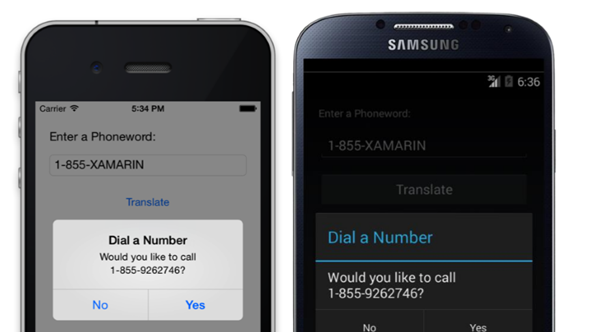 Carrier 5:34 PM
Enter a Phoneword:
1-855-XAMARIN
Translate
Dial a Number
Would you like to call
1-855-9262746?
No Yes
SAMSUNG
3G 6:36
Enter a Phoneword:
1-855-XAMARIN
Translate
Dial a Number
Would you like to call
1-855-9262746?
No Yes